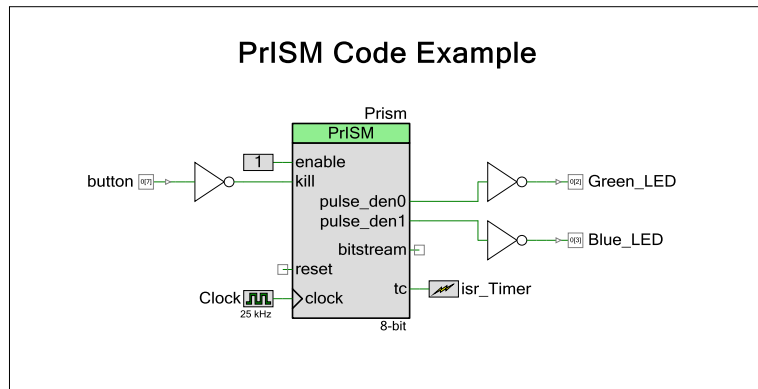 PrISM Code Example
Prism
PrISM
1
enable
button
0[7]
kill
pulse_den0
0[2]
Green_LED
pulse_den1
0[3]
Blue_LED
bitstream
reset
tc
isr_Timer
Clock
clock
25 kHz
8-bit